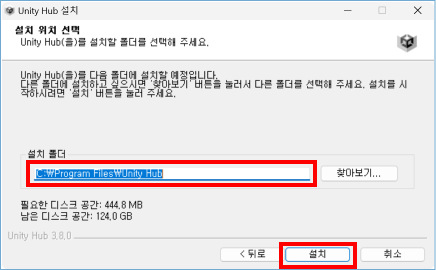 Unity Hub 설치
설치 위치 선택
Unity Hub(을)를 설치할 폴더를 선택해 주세요.
Unity Hub(을)를 다음 폴더에 설치할 예정입니다.
다른 폴더에 설치하고 싶으시면 '찾아보기' 버튼을 눌러서 다른 폴더를 선택해 주세요. 설치를 시
작하시려면 '설치' 버튼을 눌러 주세요.
설치 폴더
C:₩Program Files₩Unity Hub
찾아보기...
필요한 디스크 공간: 444,8 MB
남은 디스크 공간: 124,0 GB
Unity Hub 3,8,0
< 뒤로
설치
취소